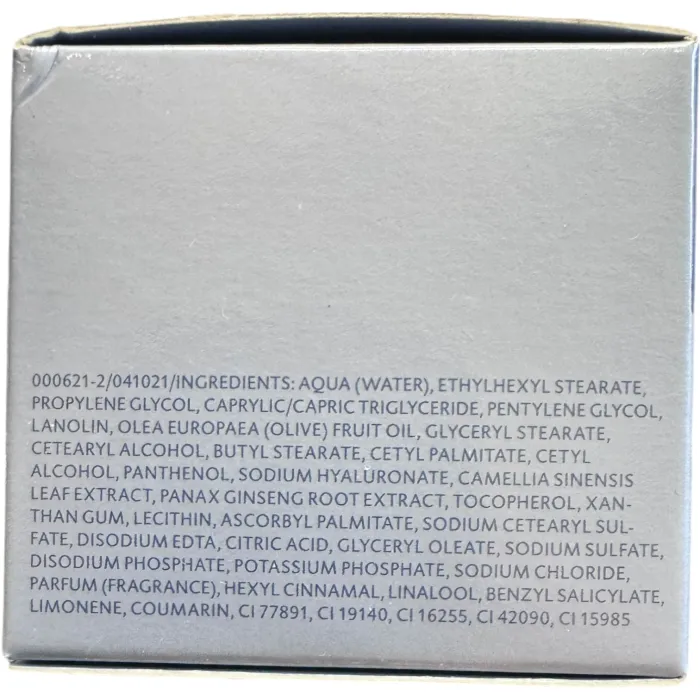 000621-2/041021/INGREDIENTS: AQUA (WATER), ETHYLHEXYL STEARATE,
PROPYLENE GLYCOL, CAPRYLIC/CAPRIC TRIGLYCERIDE, PENTYLENE GLYCOL,
LANOLIN, OLEA EUROPAEA (OLIVE) FRUIT OIL, GLYCERYL STEARATE,
CETEARYL ALCOHOL, BUTYL STEARATE, CETYL PALMITATE, CETYL
ALCOHOL, PANTHENOL, SODIUM HYALURONATE, CAMELLIA SINENSIS
LEAF EXTRACT, PANAX GINSENG ROOT EXTRACT, TOCOPHEROL, XAN-
THAN GUM, LECITHIN, ASCORBYL PALMITATE, SODIUM CETEARYL SUL-
FATE, DISODIUM EDTA, CITRIC ACID, GLYCERYL OLEATE, SODIUM SULFATE,
DISODIUM PHOSPHATE, POTASSIUM PHOSPHATE, SODIUM CHLORIDE,
PARFUM (FRAGRANCE), HEXYL CINNAMAL, LINALOOL, BENZYL SALICYLATE,
LIMONENE, COUMARIN, CI 77891, CI 19140, CI 16255, CI 42090, CI 15985